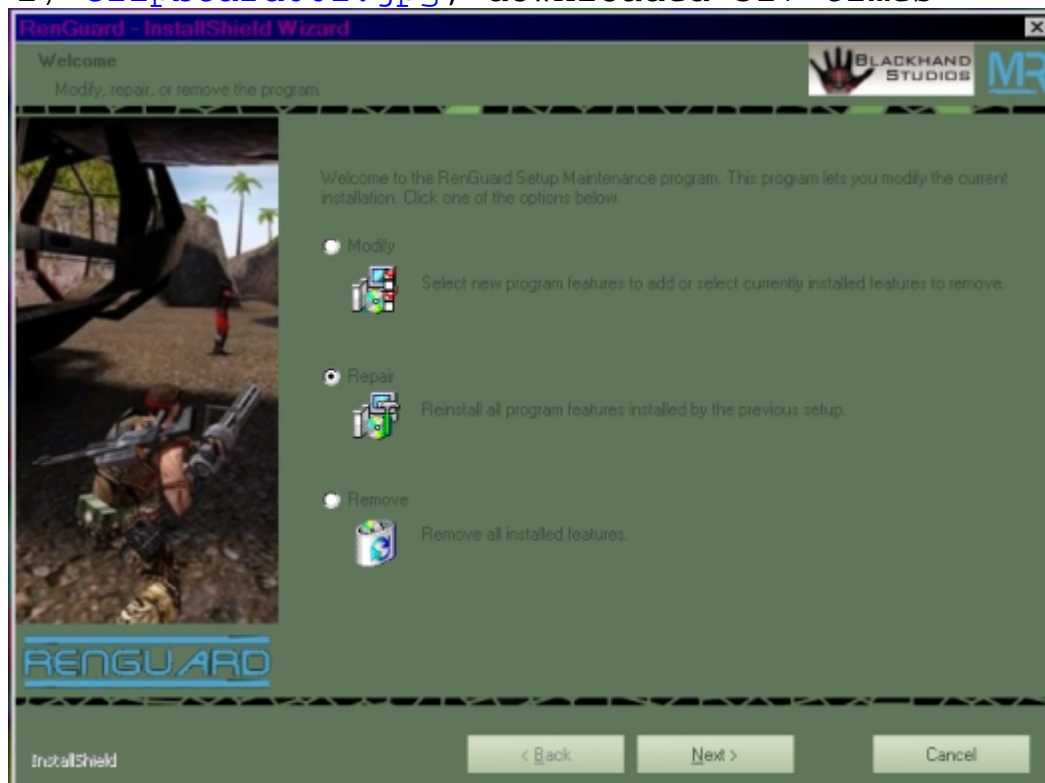 RenGuard - InstallShield Wizard
Welcome
Modify, repair, or remove the program.
BLACKHAND
STUDIOS
MR
Welcome to the RenGuard Setup Maintenance program. This program lets you modify the current
installation. Click one of the options below.
Modify
Select new program features to add or select currently installed features to remove.
Repair
Reinstall all program features installed by the previous setup.
Remove
Remove all installed features.
RENGUARD
InstallShield
< Back
Next >
Cancel